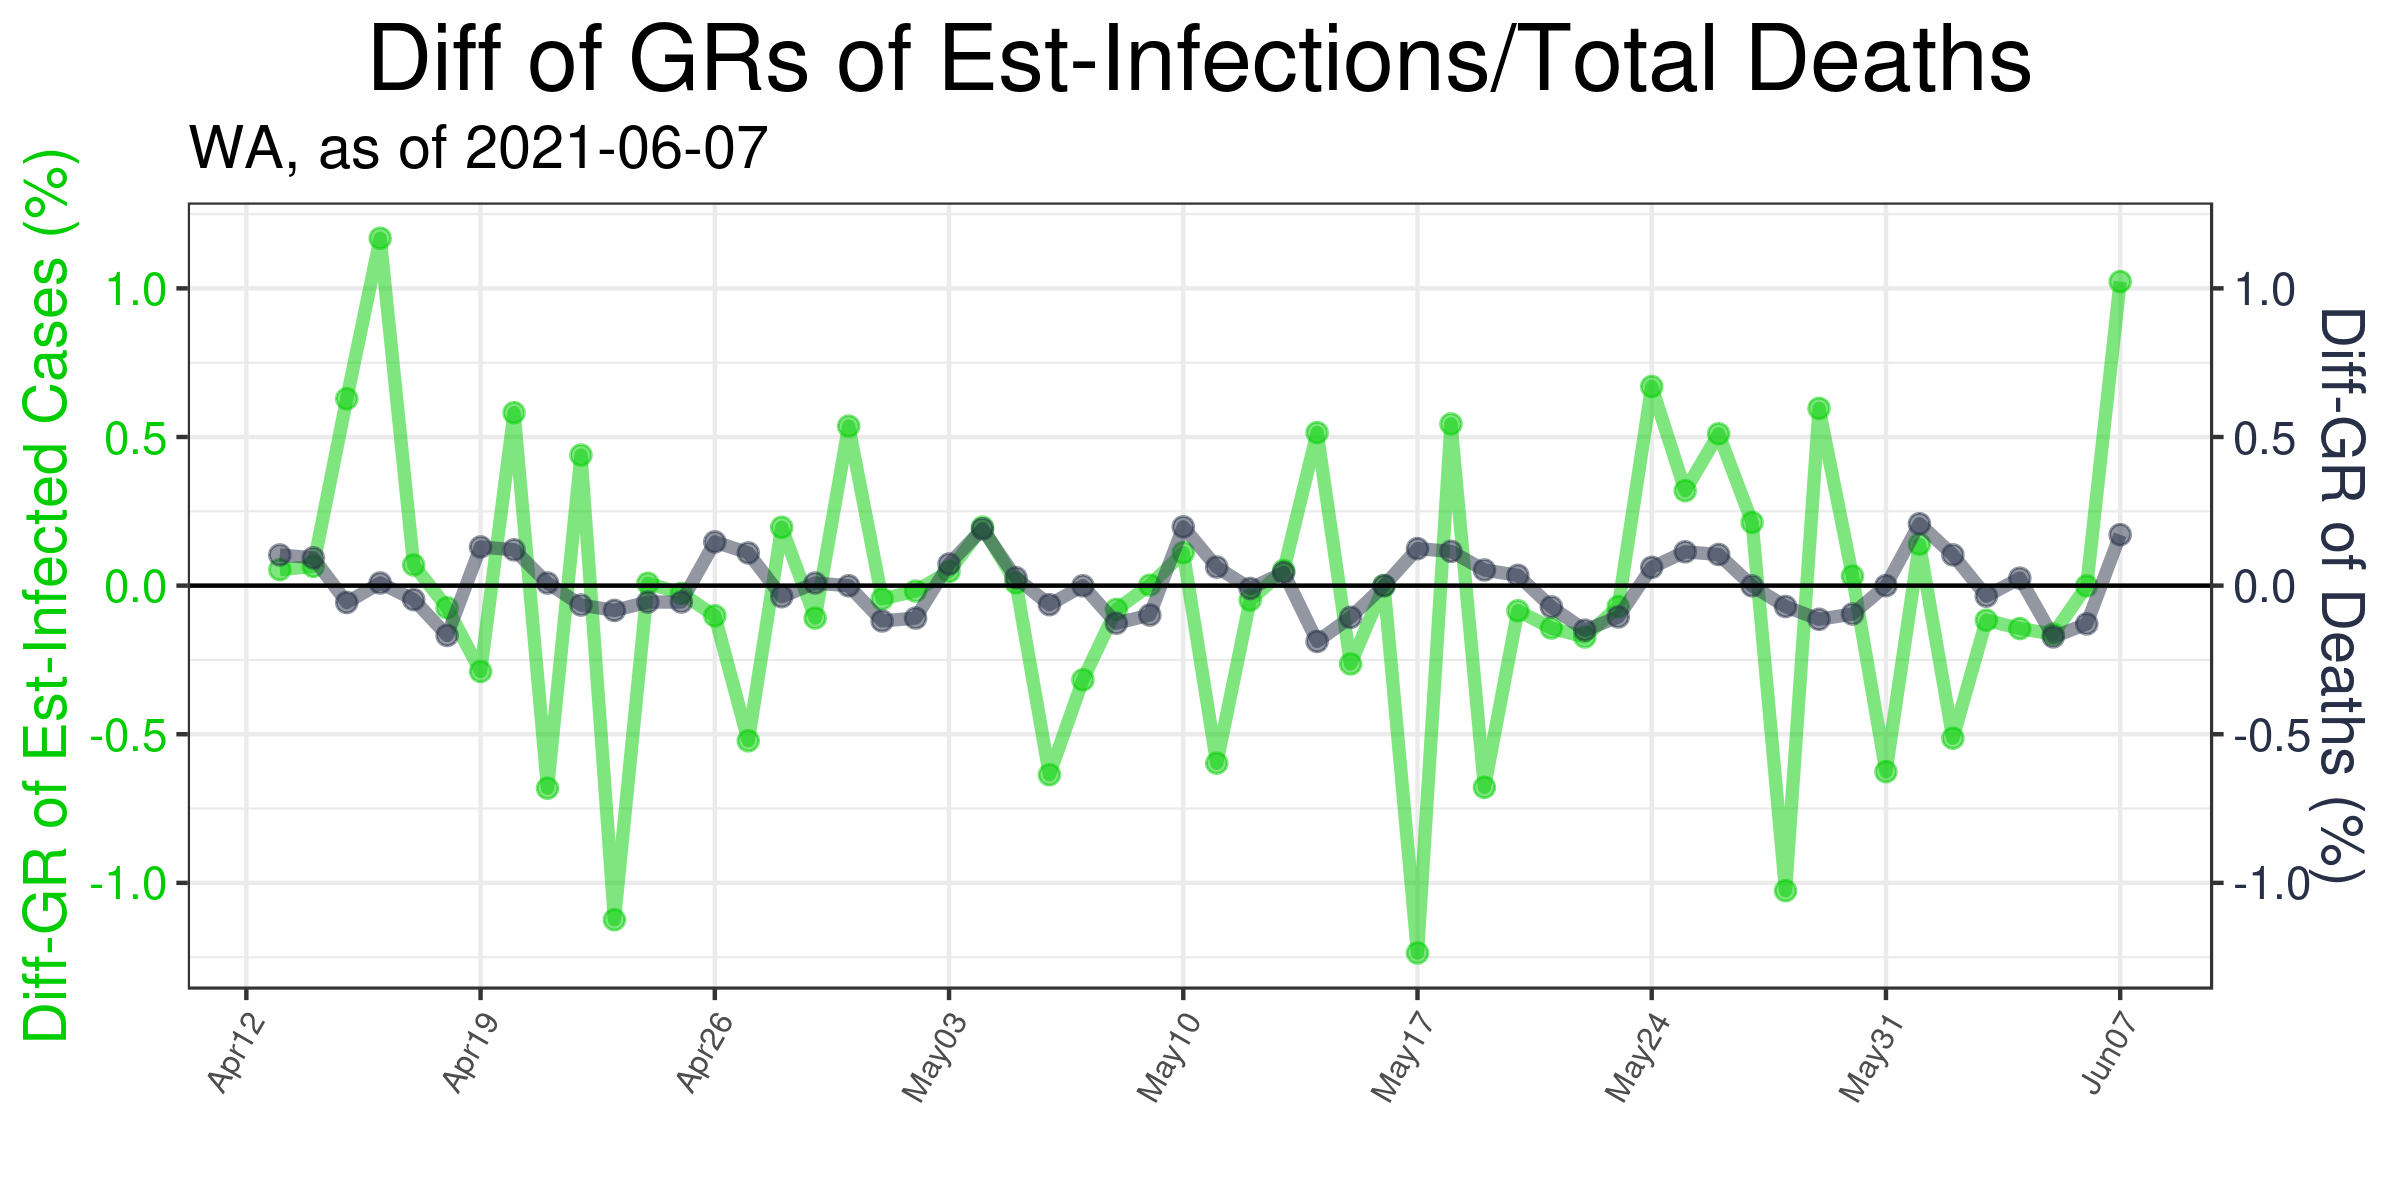 Diff of GRs of Est-Infections/Total Deaths
WA, as of 2021-06-07
Diff-GR of Est-Infected Cases (%)
1.0
0.5
0.0
-0.5
-1.0
1.0
0.5
0.0
-0.5
-1.0
Diff-GR of Deaths (%)
Apr12
Apr19
Apr26
May03
May10
May17
May24
May31
Jun07